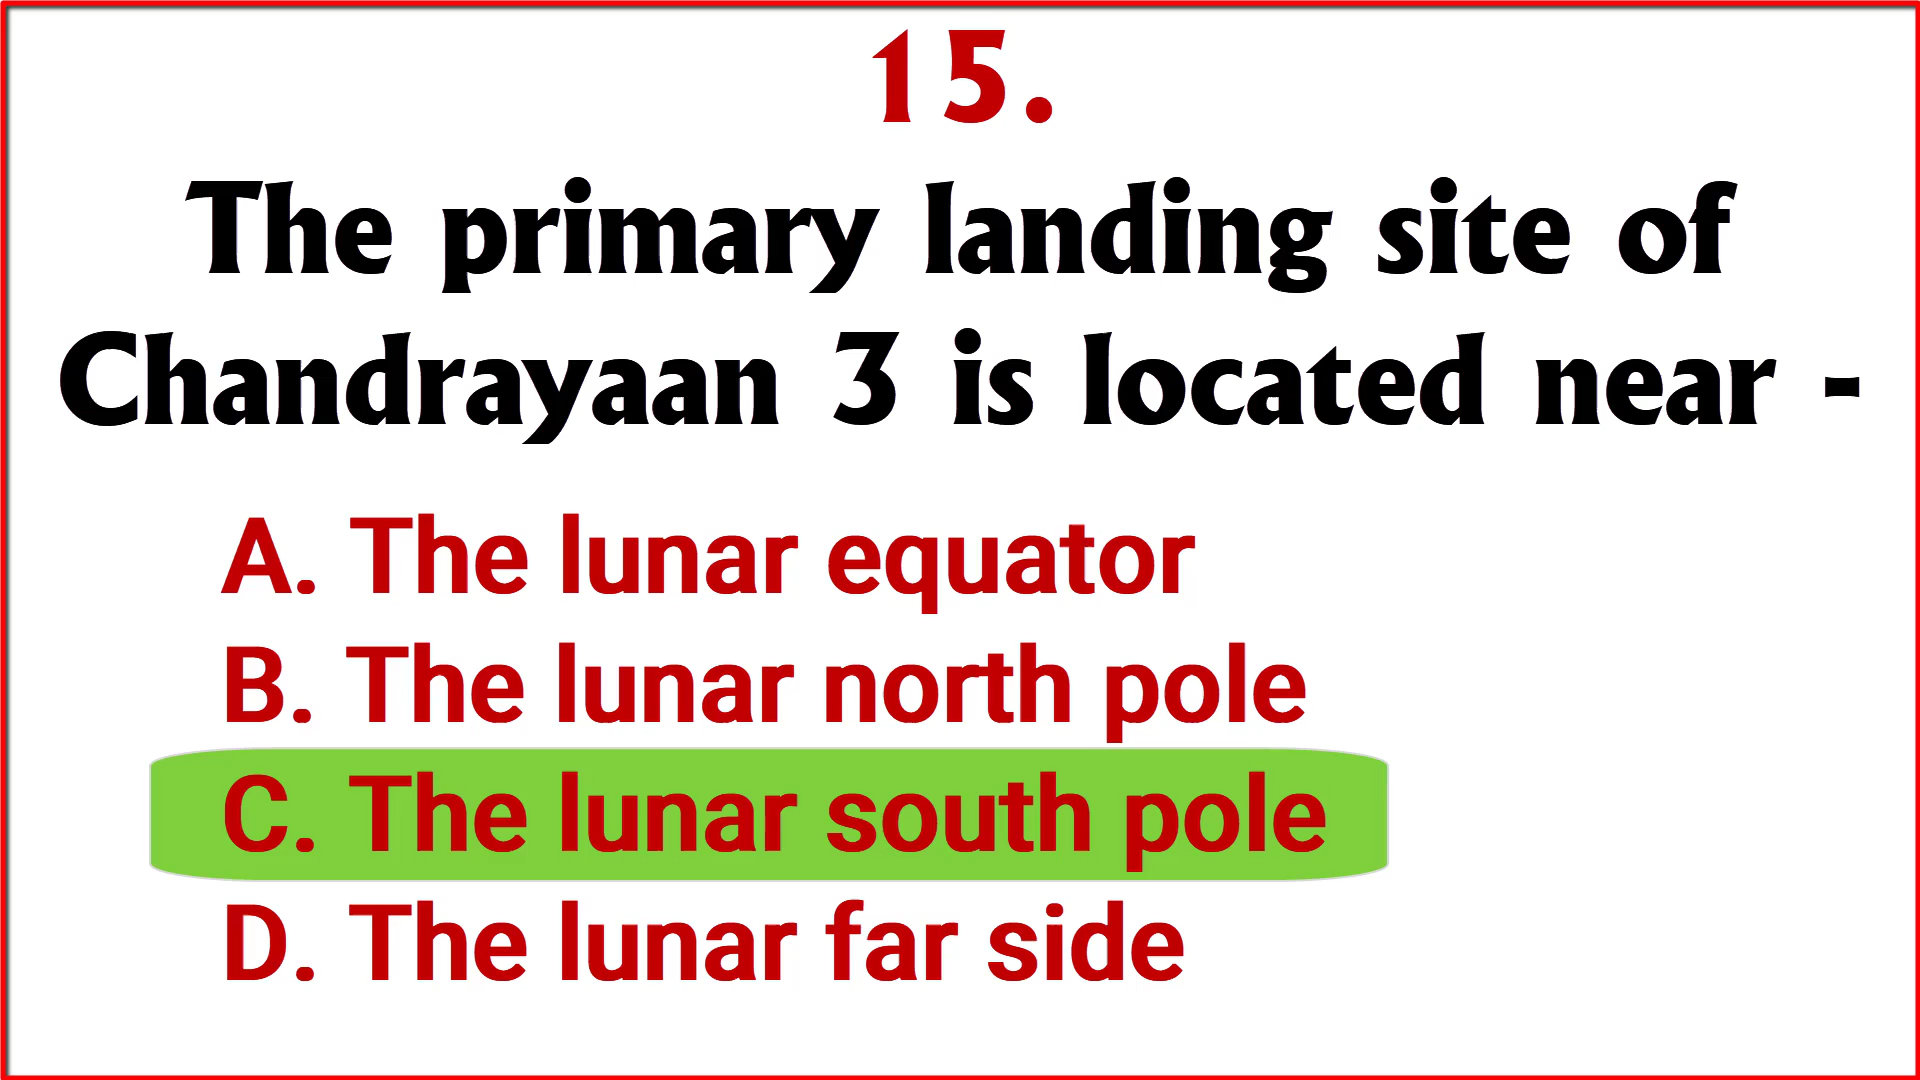 15.
The primary landing site of
Chandrayaan 3 is located near -
A. The lunar equator
B. The lunar north pole
C. The lunar south pole
D. The lunar far side